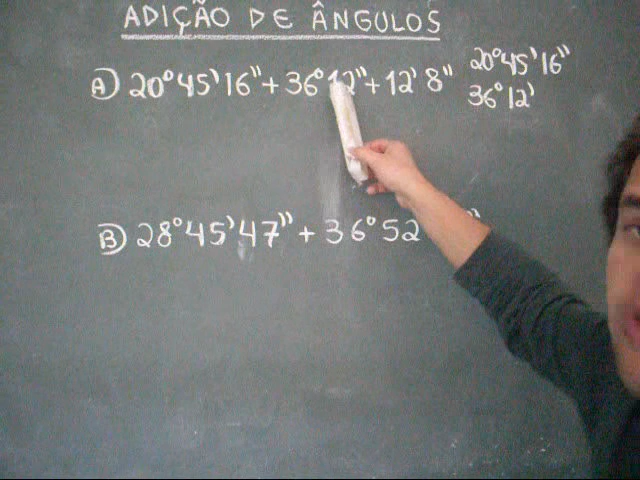 ADIÇÃO DE ÂNGULOS
A) 20°45'16" + 36°12" + 12' 8"
20°45'16"
36°12'
B) 28°45'47" + 36°52